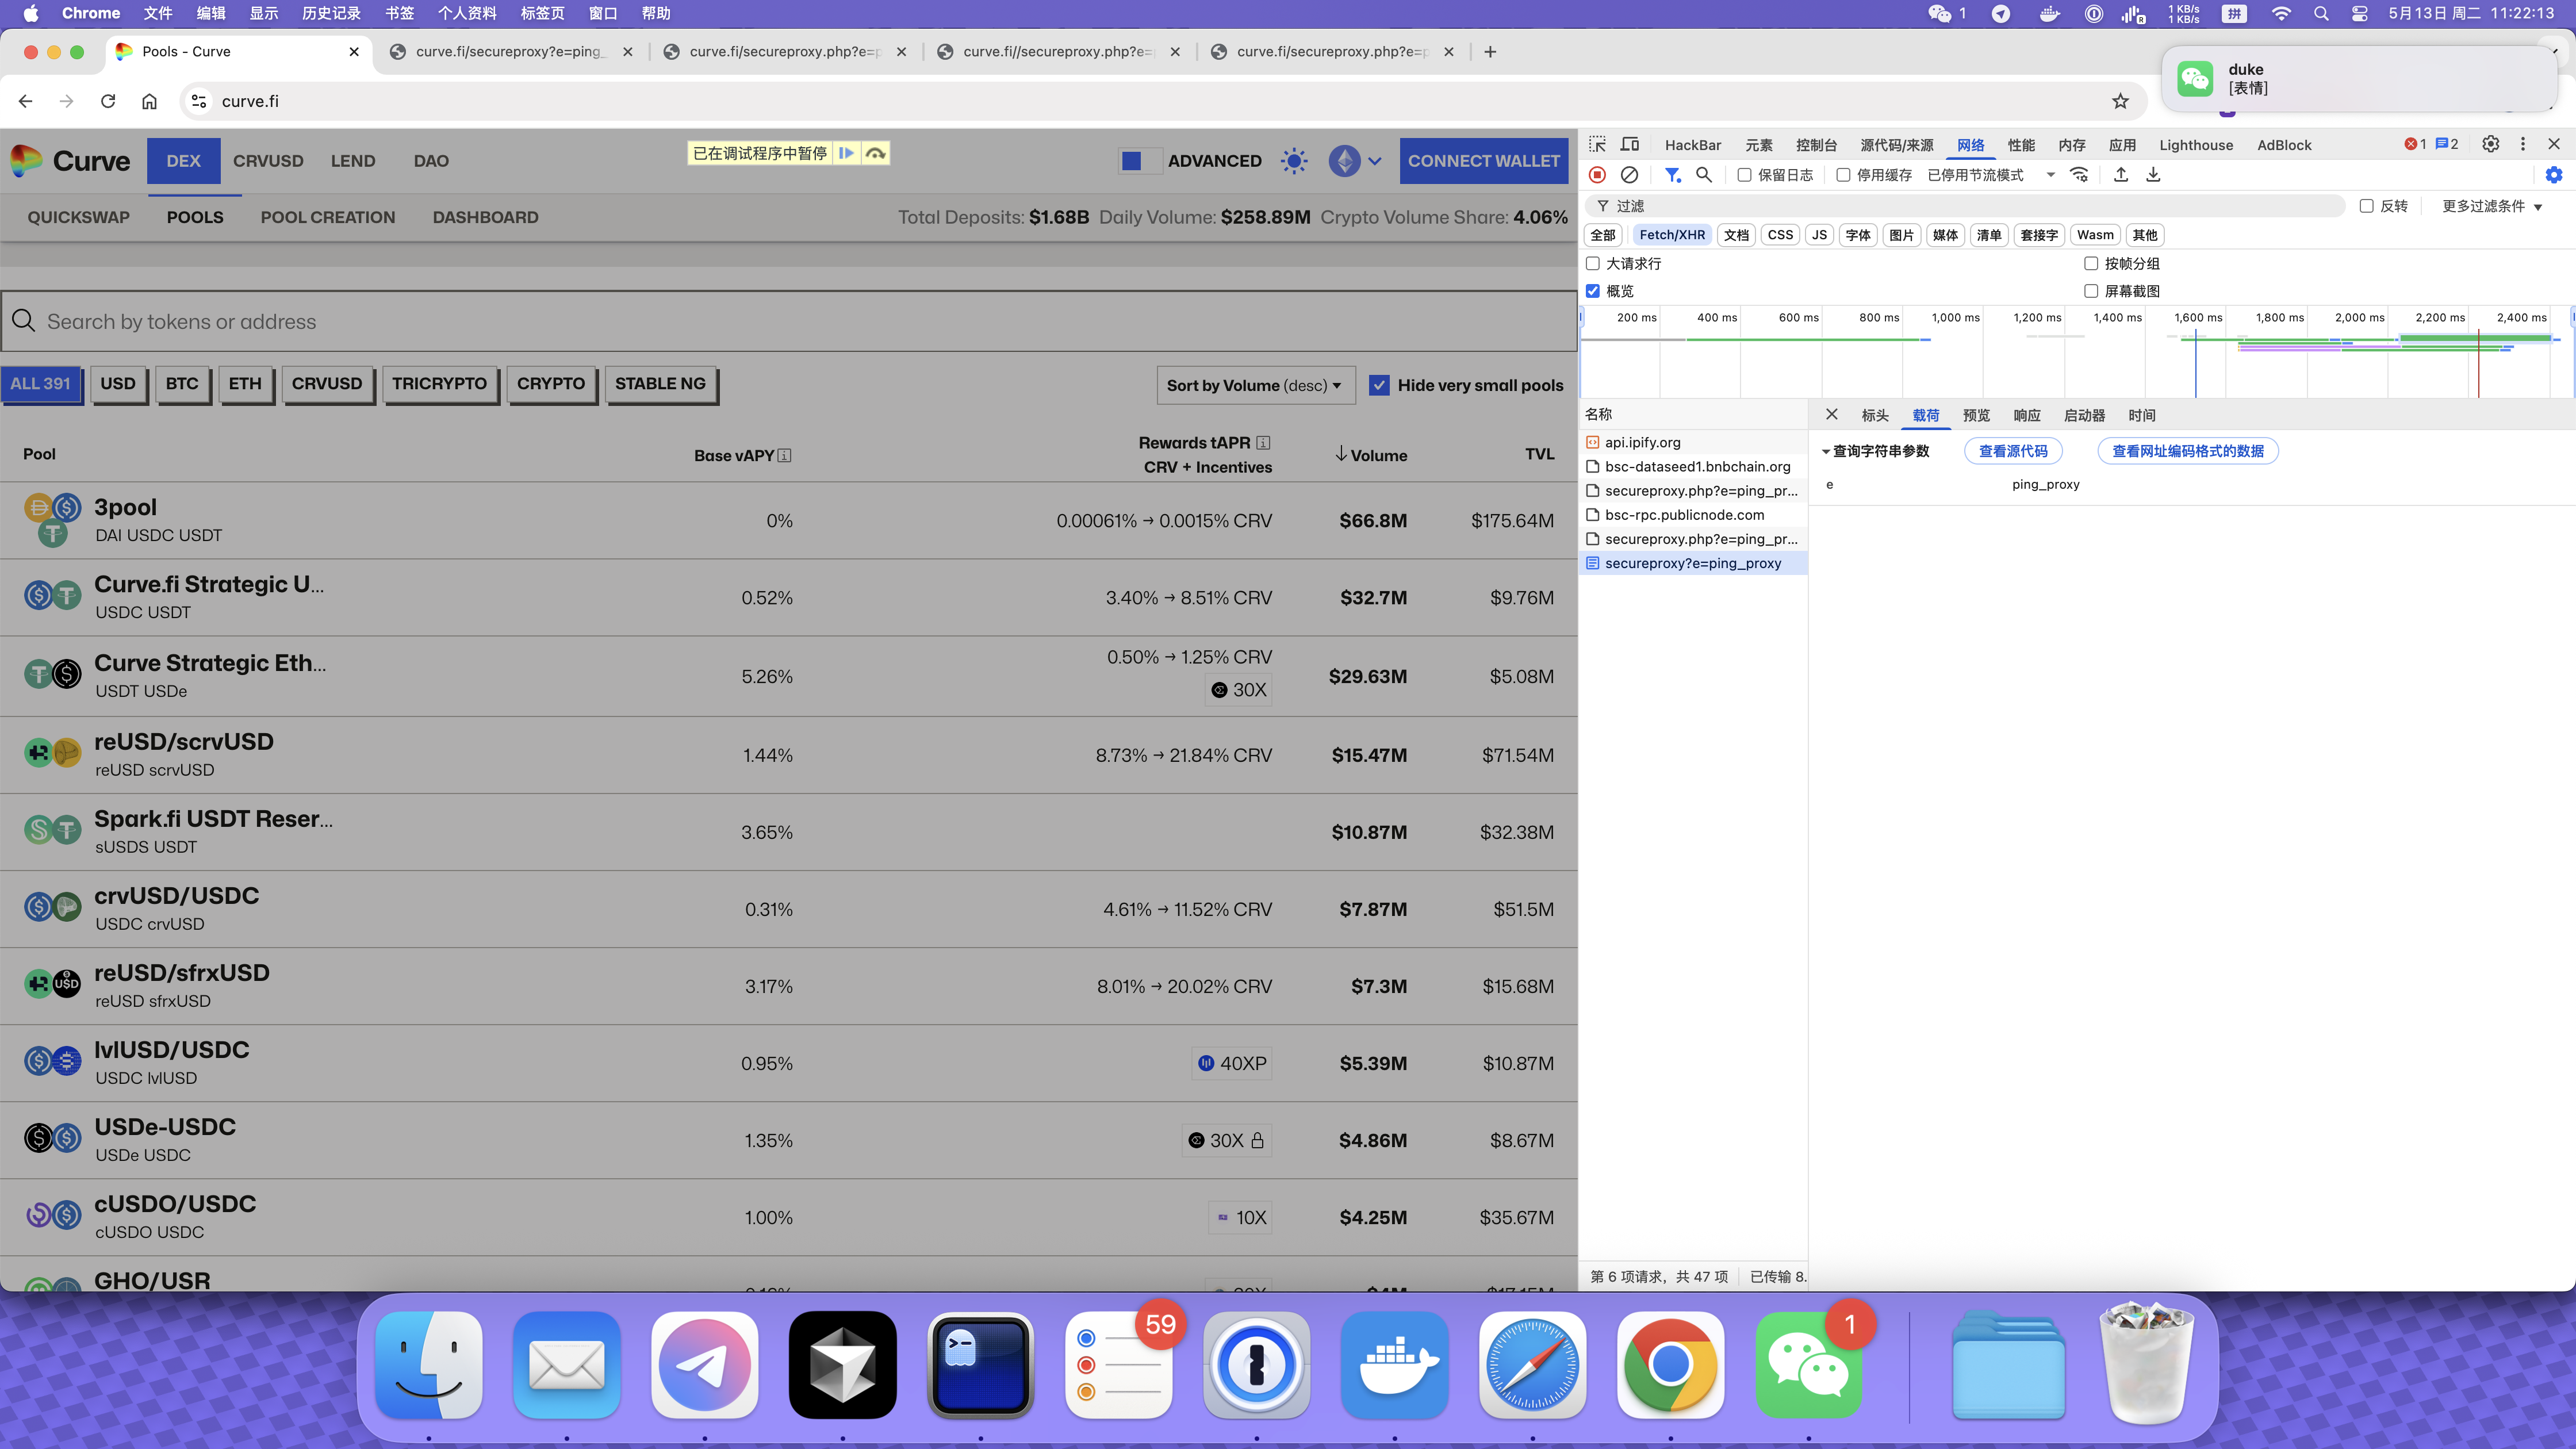 Chrome 文件 编辑 显示 历史记录 书签 个人资料 标签页 窗口 帮助 1 1 KB/s 1 KB/s 拼 5月13日 周二 11:22:13
Pools - Curve curve.fi/secureproxy?e=ping_ curve.fi/secureproxy.php?e=p curve.fi//secureproxy.php?e= curve.fi/secureproxy.php?e=p
curve.fi
duke
[表情]
Curve DEX CRVUSD LEND DAO 已在调试程序中暂停 ADVANCED CONNECT WALLET
QUICKSWAP POOLS POOL CREATION DASHBOARD Total Deposits: $1.68B Daily Volume: $258.89M Crypto Volume Share: 4.06%
Search by tokens or address
ALL 391 USD BTC ETH CRVUSD TRICRYPTO CRYPTO STABLE NG Sort by Volume (desc) Hide very small pools
Pool Base vAPY Rewards tAPR CRV + Incentives Volume TVL
3pool
DAI USDC USDT
0% 0.00061% → 0.0015% CRV $66.8M $175.64M
Curve.fi Strategic U...
USDC USDT
0.52% 3.40% → 8.51% CRV $32.7M $9.76M
Curve Strategic Eth...
USDT USDe
5.26% 0.50% → 1.25% CRV 30X $29.63M $5.08M
reUSD/scrvUSD
reUSD scrvUSD
1.44% 8.73% → 21.84% CRV $15.47M $71.54M
Spark.fi USDT Reser...
sUSDS USDT
3.65% $10.87M $32.38M
crvUSD/USDC
USDC crvUSD
0.31% 4.61% → 11.52% CRV $7.87M $51.5M
reUSD/sfrxUSD
reUSD sfrxUSD
3.17% 8.01% → 20.02% CRV $7.3M $15.68M
lvlUSD/USDC
USDC lvlUSD
0.95% 40XP $5.39M $10.87M
USDe-USDC
USDe USDC
1.35% 30X $4.86M $8.67M
cUSDO/USDC
cUSDO USDC
1.00% 10X $4.25M $35.67M
GHO/USR
HackBar 元素 控制台 源代码/来源 网络 性能 内存 应用 Lighthouse AdBlock 1 2
保留日志 停用缓存 已停用节流模式
过滤 反转 更多过滤条件
全部 Fetch/XHR 文档 CSS JS 字体 图片 媒体 清单 套接字 Wasm 其他
大请求行 按帧分组
概览 屏幕截图
200 ms 400 ms 600 ms 800 ms 1,000 ms 1,200 ms 1,400 ms 1,600 ms 1,800 ms 2,000 ms 2,200 ms 2,400 ms
名称 标头 载荷 预览 响应 启动器 时间
api.ipify.org
bsc-dataseed1.bnbchain.org
secureproxy.php?e=ping_pr...
bsc-rpc.publicnode.com
secureproxy.php?e=ping_pr...
secureproxy?e=ping_proxy
查询字符串参数 查看源代码 查看网址编码格式的数据
e ping_proxy
第 6 项请求，共 47 项 已传输 8.
59 1